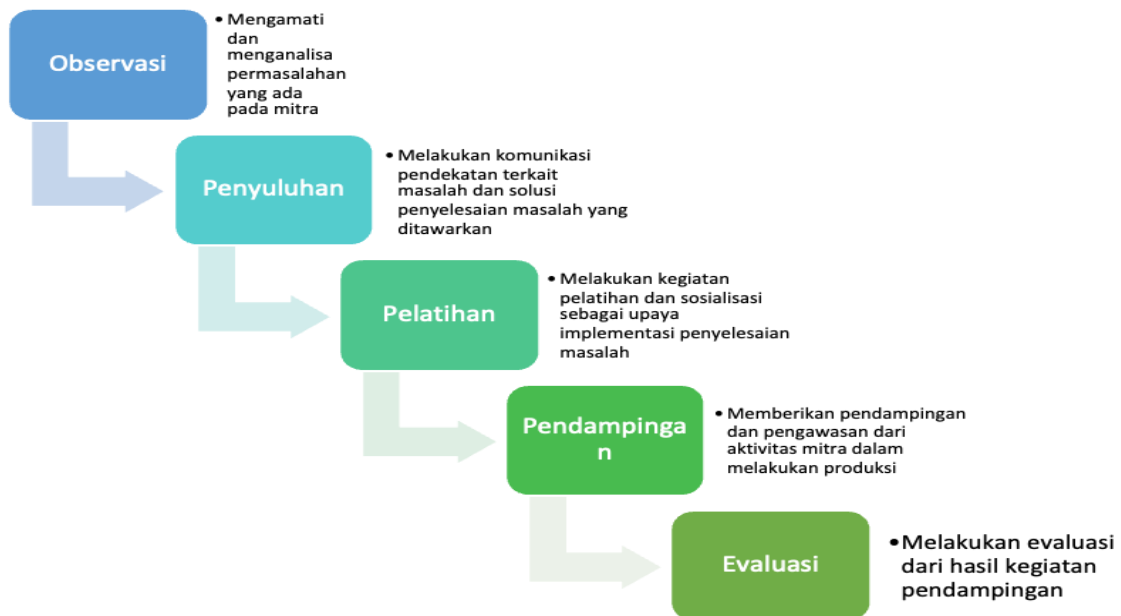 Observasi
• Mengamati
dan
menganalisa
permasalahan
yang ada
pada mitra
Penyuluhan
• Melakukan komunikasi
pendekatan terkait
masalah dan solusi
penyelesaian masalah yang
ditawarkan
Pelatihan
• Melakukan kegiatan
pelatihan dan sosialisasi
sebagai upaya
implementasi penyelesaian
masalah
Pendampinga
n
• Memberikan pendampingan
dan pengawasan dari
aktivitas mitra dalam
melakukan produksi
Evaluasi
• Melakukan evaluasi
dari hasil kegiatan
pendampingan